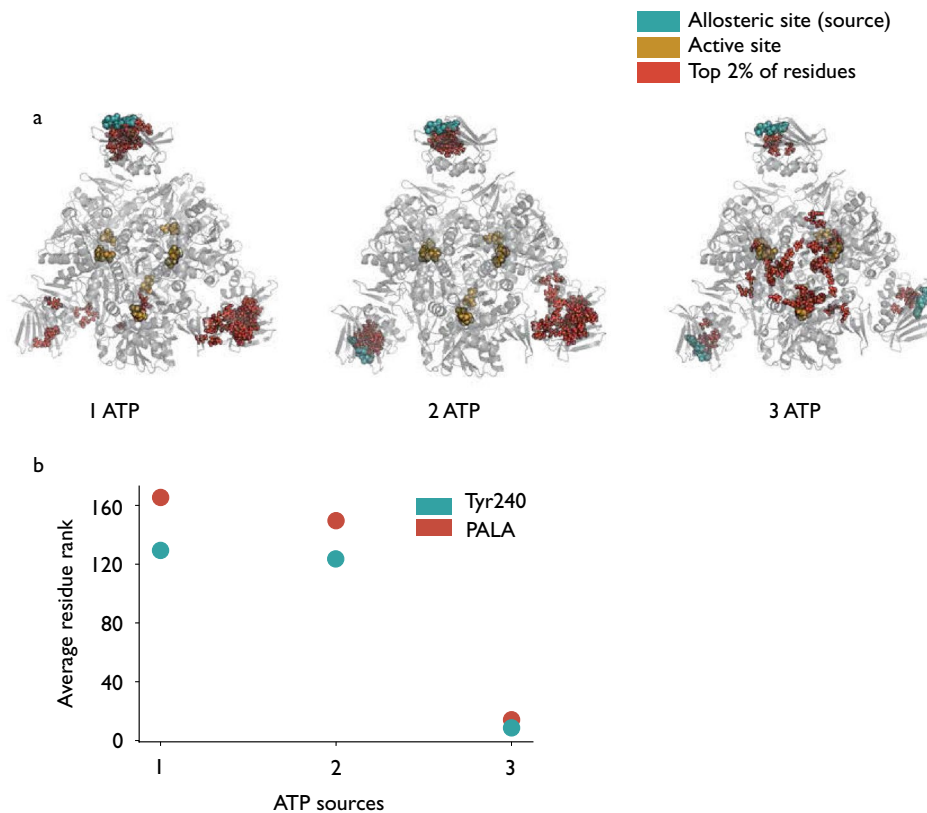 Allosteric site (source)
Active site
Top 2% of residues
a
1 ATP
2 ATP
3 ATP
b
Tyr240
PALA
Average residue rank
160
120
80
40
0
1
2
3
ATP sources